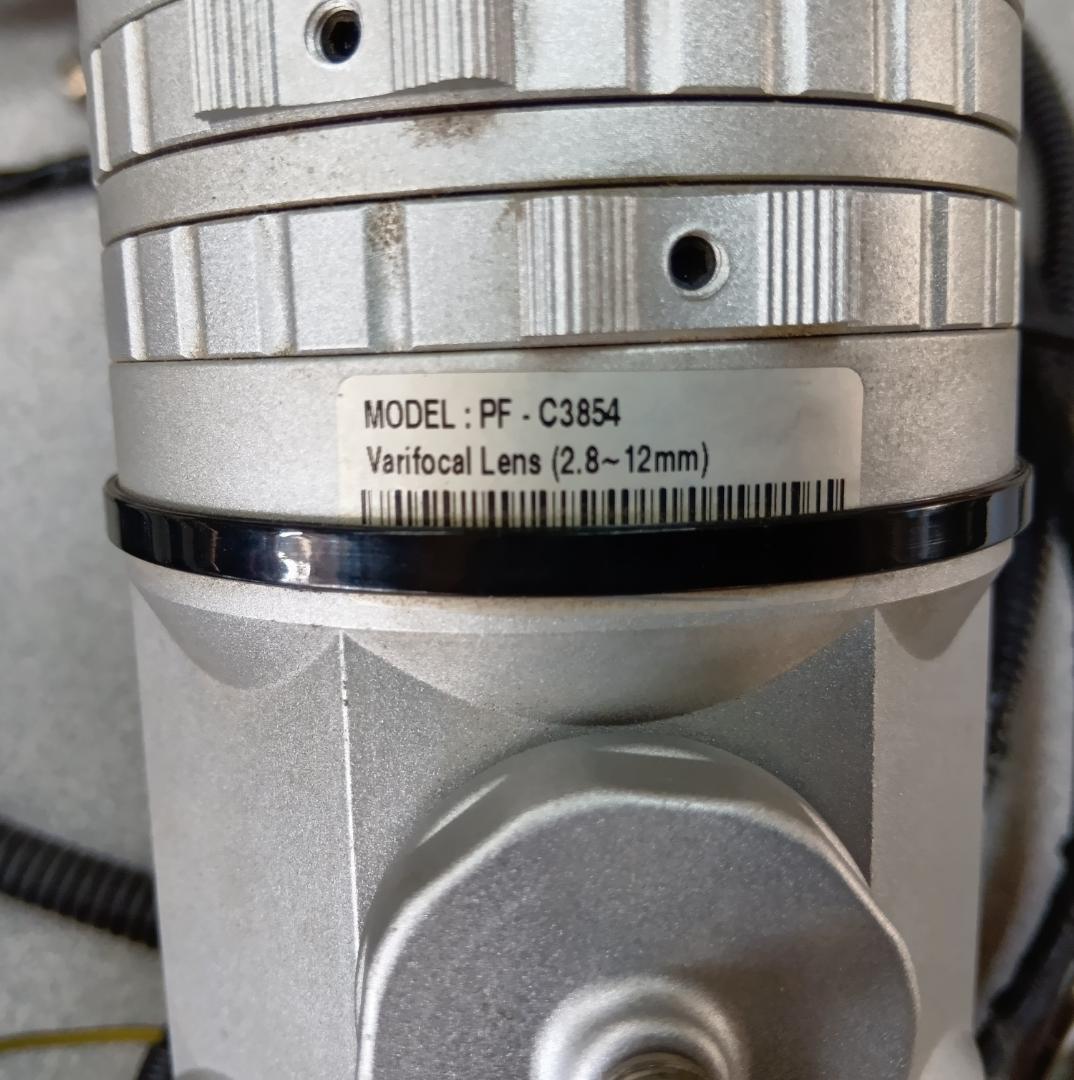 MODEL : PF - C3854
Varifocal Lens (2.8~12mm)